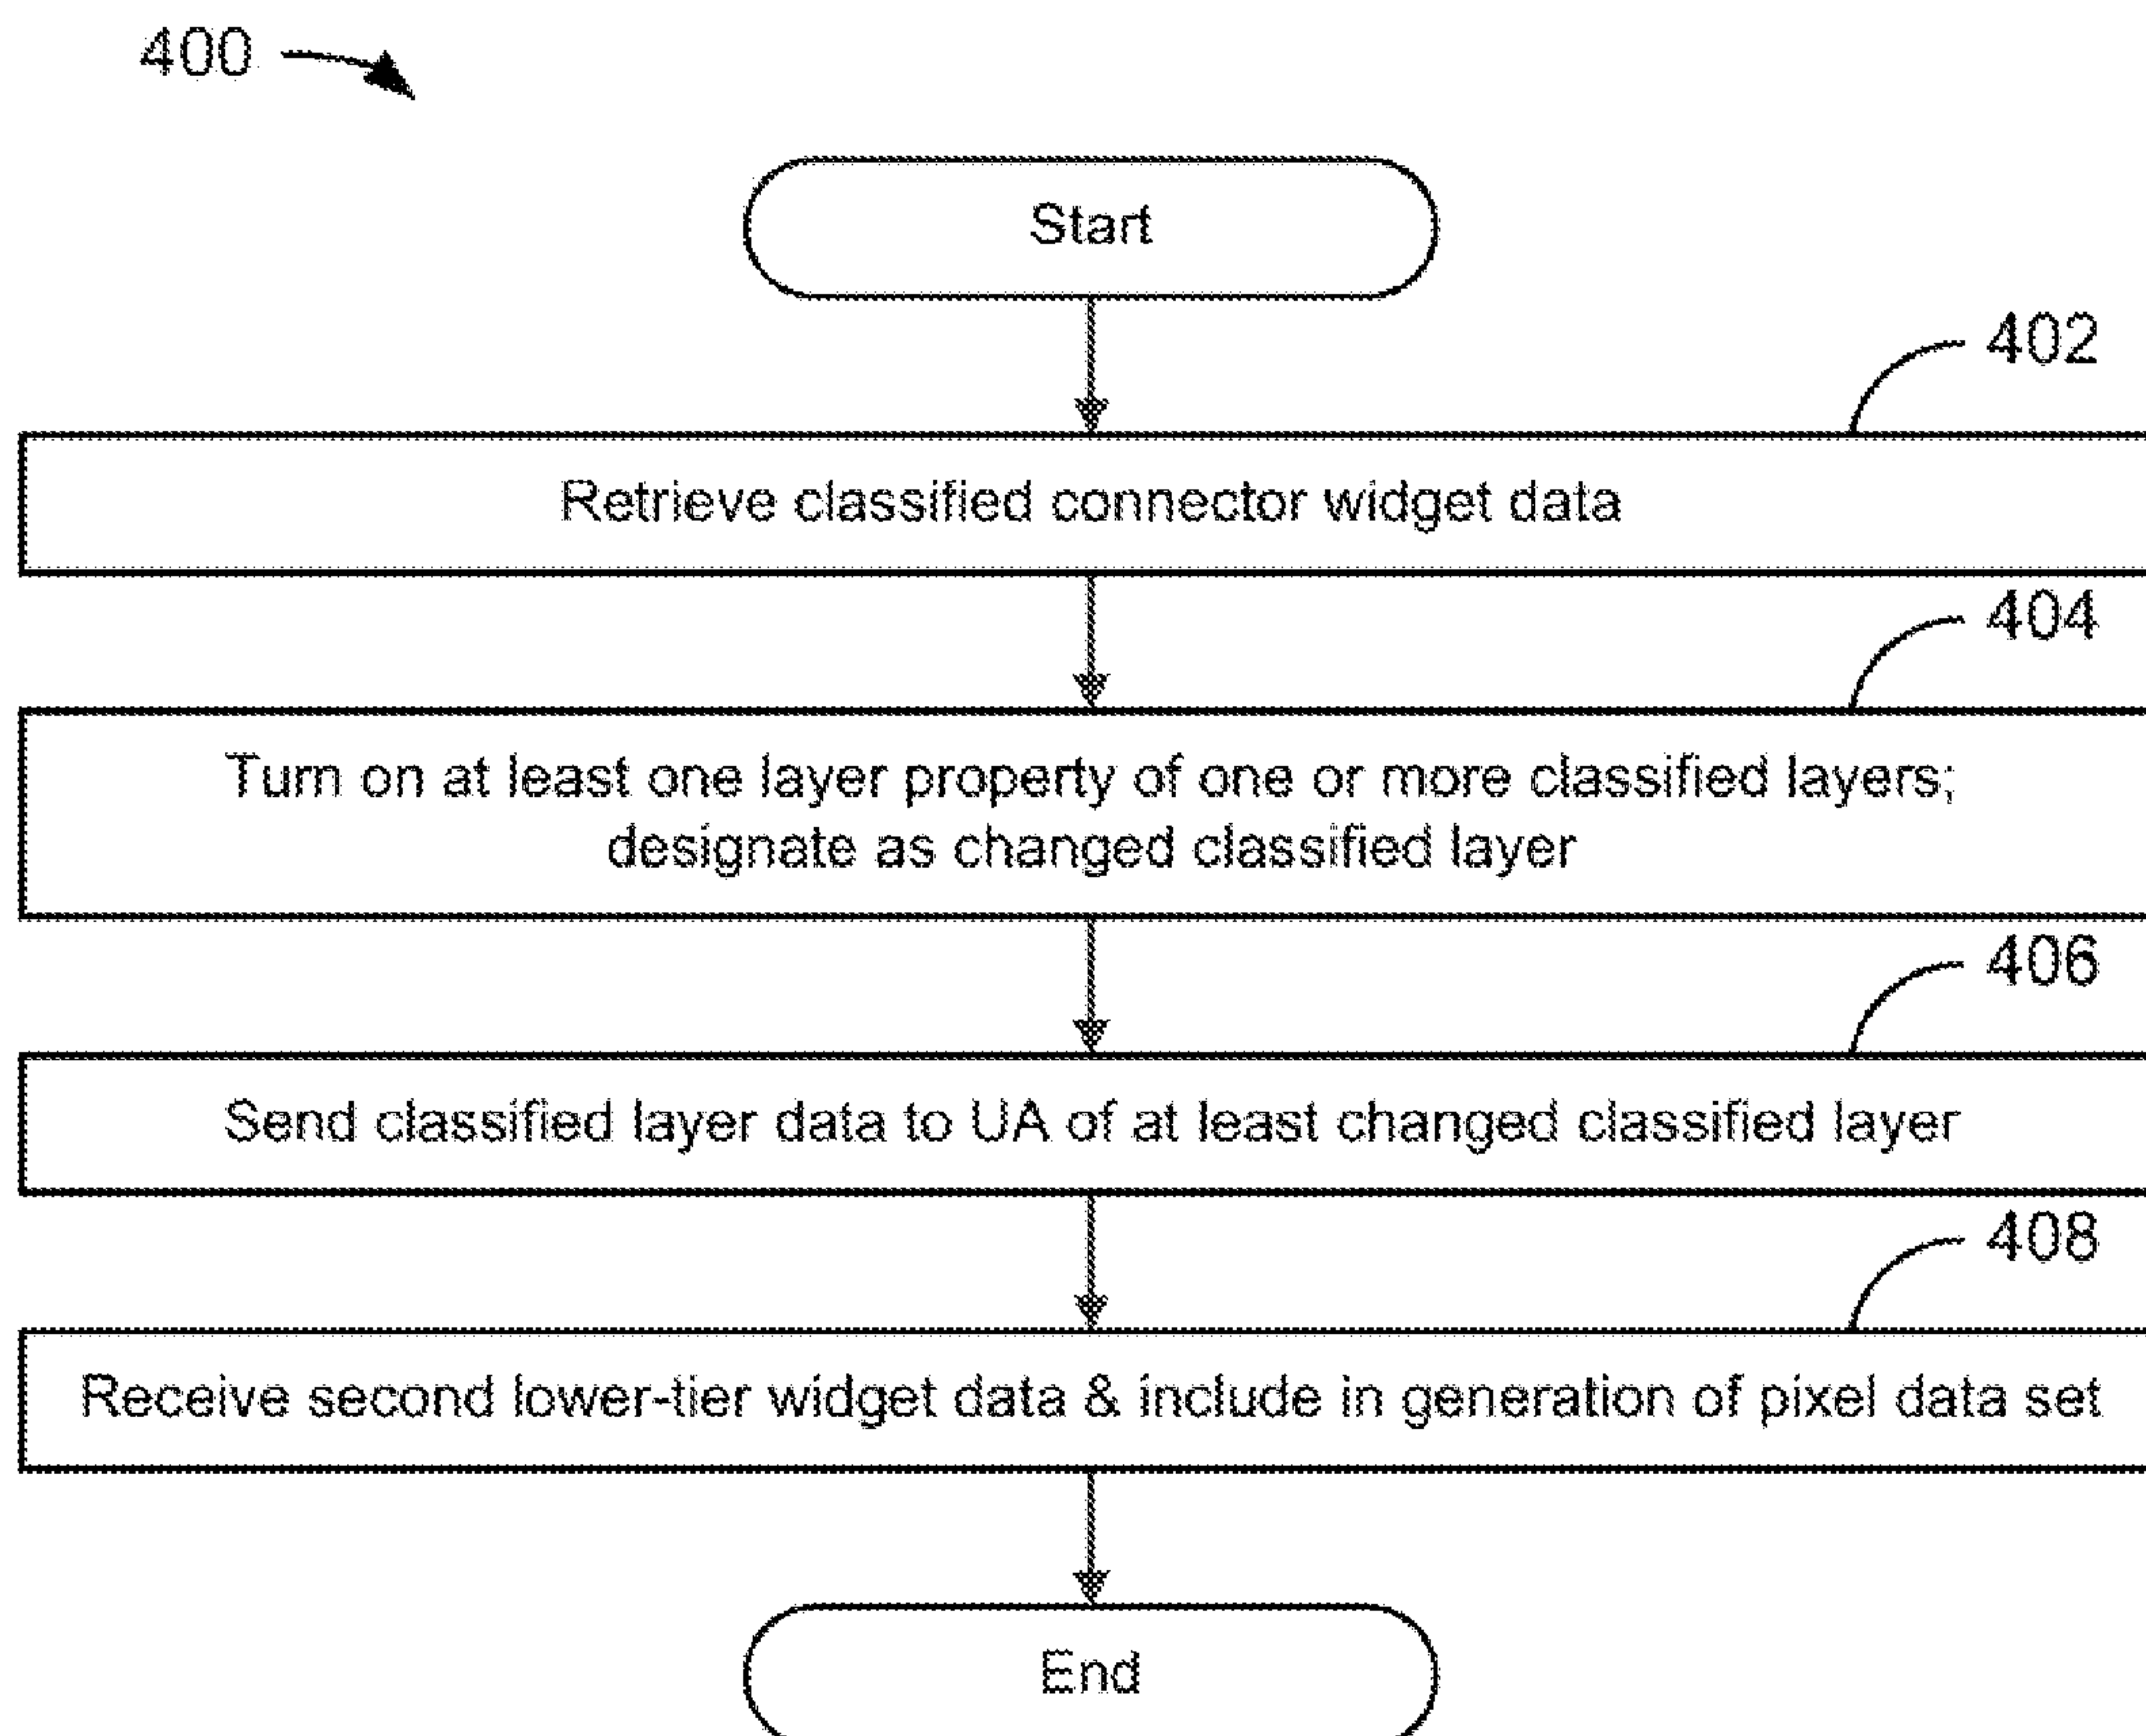 400
Start
402
Retrieve classified connector widget data
404
Turn on at least one layer property of one or more classified layers;
designate as changed classified layer
406
Send classified layer data to UA of at least changed classified layer
408
Receive second lower-tier widget data & include in generation of pixel data set
End